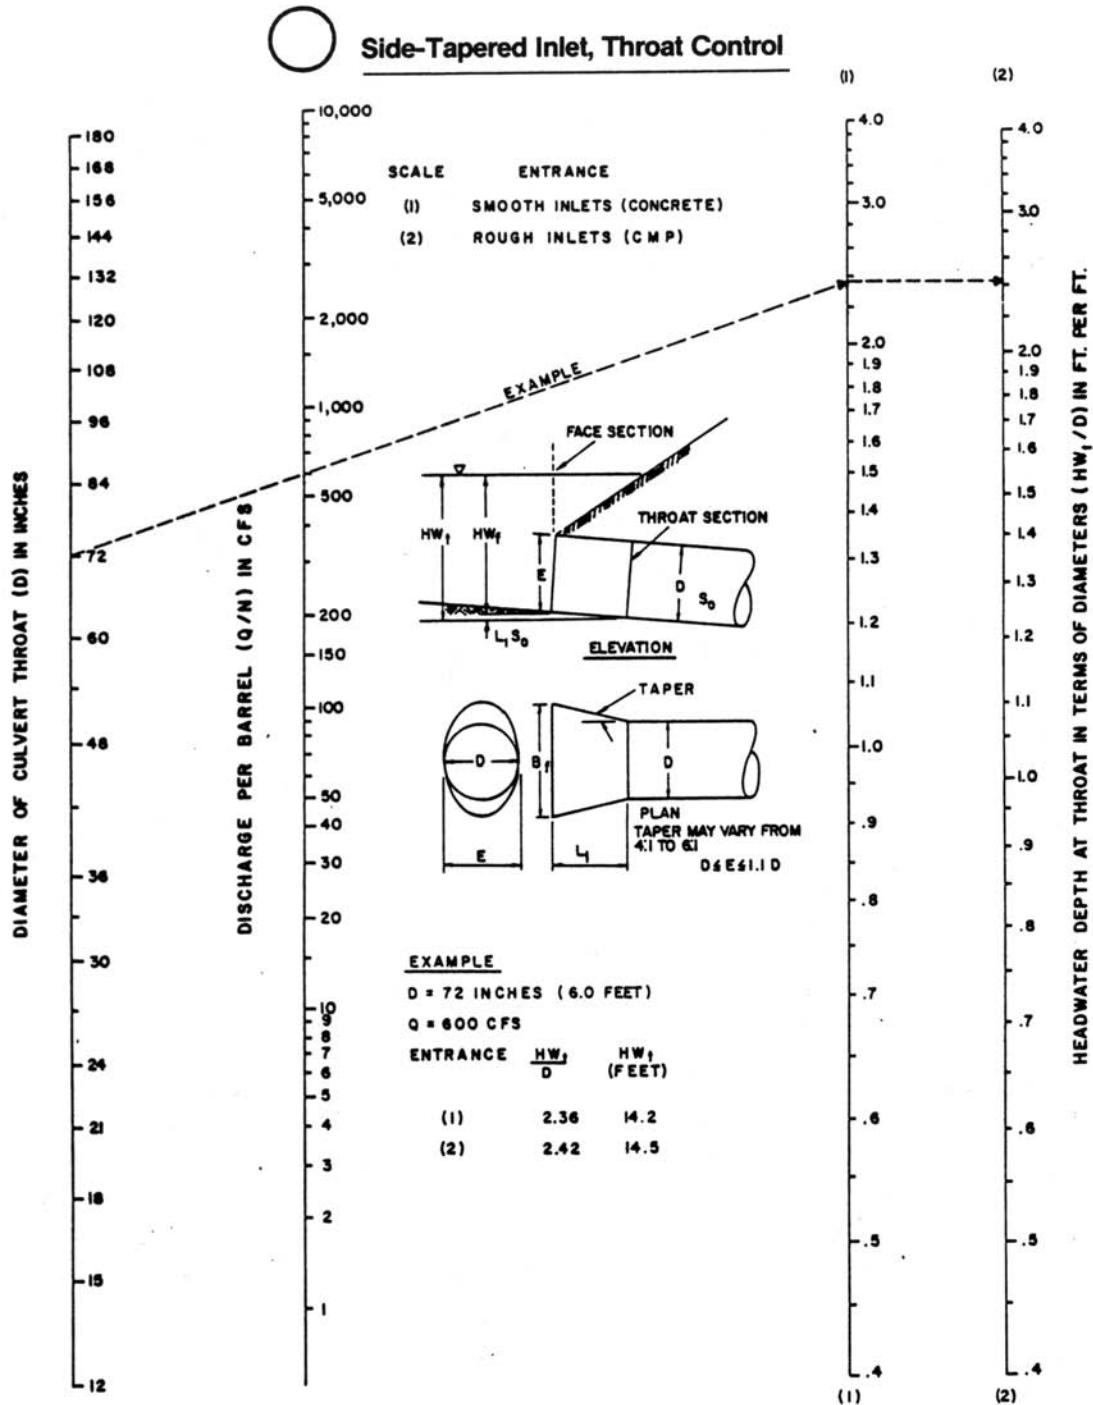 Side-Tapered Inlet, Throat Control
(1)
(2)
180
168
156
144
132
120
108
96
84
72
60
48
36
30
24
21
18
15
12
DIAMETER OF CULVERT THROAT (D) IN INCHES
10,000
5,000
2,000
1,000
500
200
150
100
50
40
30
20
10
9
8
7
6
5
4
3
2
1
DISCHARGE PER BARREL (Q/N) IN CFS
SCALE ENTRANCE
(1) SMOOTH INLETS (CONCRETE)
(2) ROUGH INLETS (CMP)
EXAMPLE
FACE SECTION
THROAT SECTION
HWt
HWf
E
D
S0
L1 S0
ELEVATION
TAPER
D
Bf
D
E
L1
PLAN
TAPER MAY VARY FROM
4:1 TO 6:1
D≤E≤1.1 D
EXAMPLE
D = 72 INCHES (6.0 FEET)
Q = 600 CFS
ENTRANCE HWt/D HWt (FEET)
(1) 2.36 14.2
(2) 2.42 14.5
4.0
3.0
2.0
1.9
1.8
1.7
1.6
1.5
1.4
1.3
1.2
1.1
1.0
.9
.8
.7
.6
.5
.4
(1)
4.0
3.0
2.0
1.9
1.8
1.7
1.6
1.5
1.4
1.3
1.2
1.1
1.0
.9
.8
.7
.6
.5
.4
(2)
HEADWATER DEPTH AT THROAT IN TERMS OF DIAMETERS (HWt/D) IN FT. PER FT.